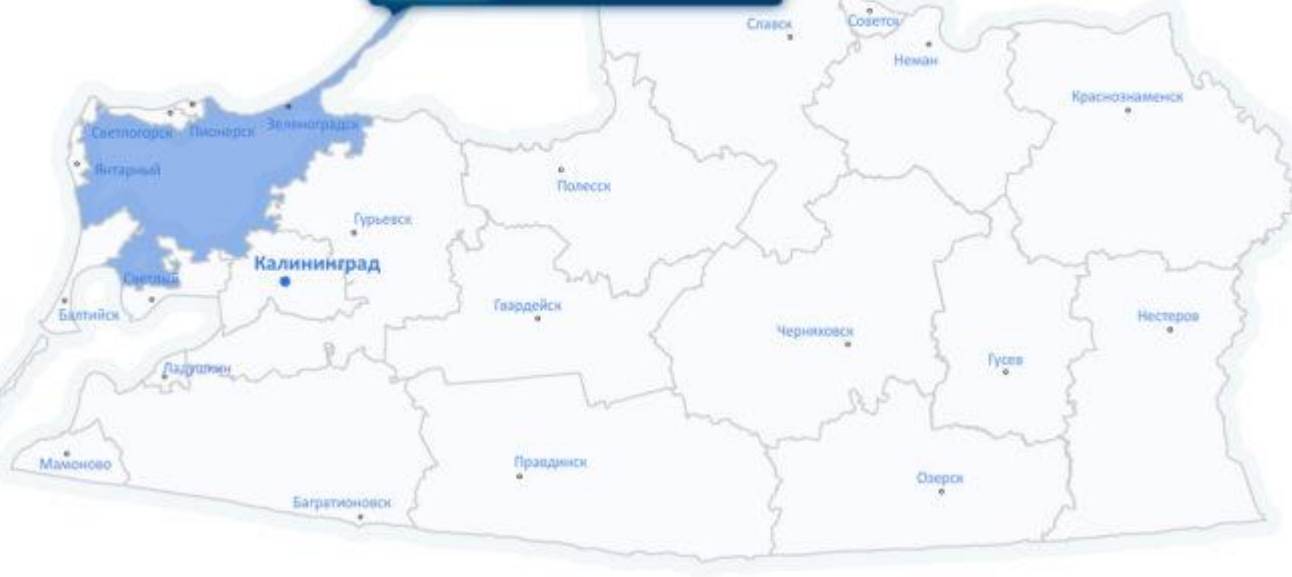 Славск
Советск
Неман
Краснознаменск
Светлогорск
Пионерск
Зеленоградск
Янтарный
Полесск
Гурьевск
Калининград
Светлый
Балтийск
Гвардейск
Черняховск
Нестеров
Гусев
Ладушкин
Мамоново
Правдинск
Озерск
Багратионовск